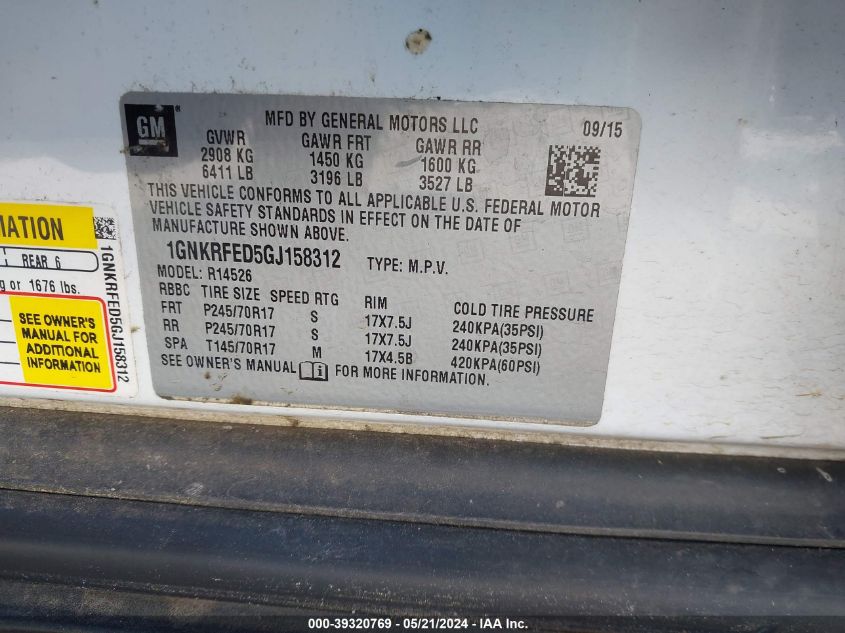 GM
MFD BY GENERAL MOTORS LLC 09/15
GVWR GAWR FRT GAWR RR
2908 KG 1450 KG 1600 KG
6411 LB 3196 LB 3527 LB
THIS VEHICLE CONFORMS TO ALL APPLICABLE U.S. FEDERAL MOTOR
VEHICLE SAFETY STANDARDS IN EFFECT ON THE DATE OF
MANUFACTURE SHOWN ABOVE.
1GNKRFED5GJ158312 TYPE: M.P.V.
MODEL: R14526
RBBC TIRE SIZE SPEED RTG RIM COLD TIRE PRESSURE
FRT P245/70R17 S 17X7.5J 240KPA(35PSI)
RR P245/70R17 S 17X7.5J 240KPA(35PSI)
SPA T145/70R17 M 17X4.5B 420KPA(60PSI)
SEE OWNER'S MANUAL i FOR MORE INFORMATION.
REAR 6
or 1676 lbs.
SEE OWNER'S
MANUAL FOR
ADDITIONAL
INFORMATION
1GNKRFED5GJ158312
000-39320769 - 05/21/2024 - IAAI.com